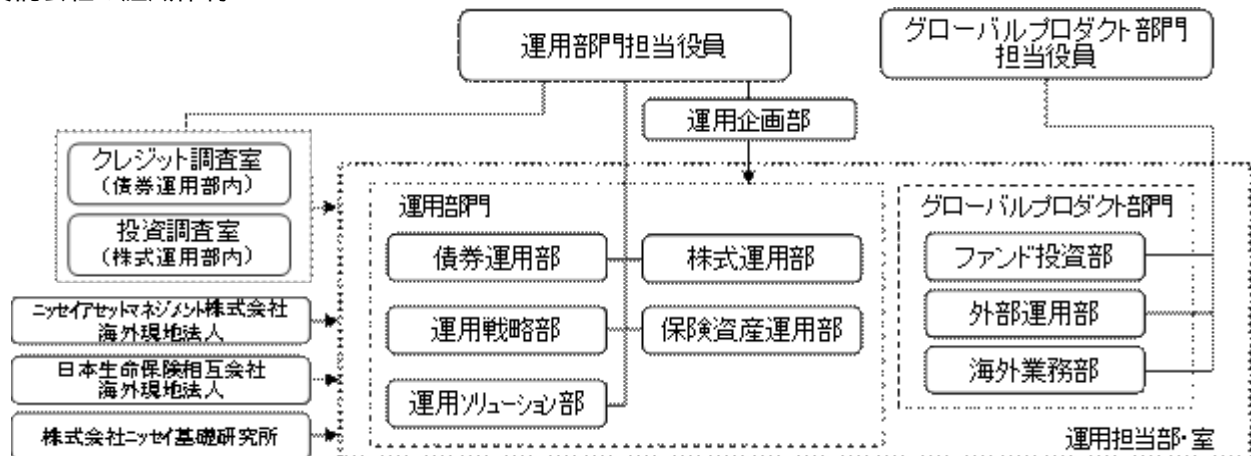 運用部門担当役員
グローバルプロダクト部門
担当役員
運用企画部
クレジット調査室
(債券運用部内)
投資調査室
(株式運用部内)
運用部門
グローバルプロダクト部門
債券運用部
株式運用部
ファンド投資部
ニッセイアセットマネジメント株式会社
海外現地法人
運用戦略部
保険資産運用部
外部運用部
日本生命保険相互会社
海外現地法人
海外業務部
運用ソリューション部
株式会社ニッセイ基礎研究所
運用担当部・室